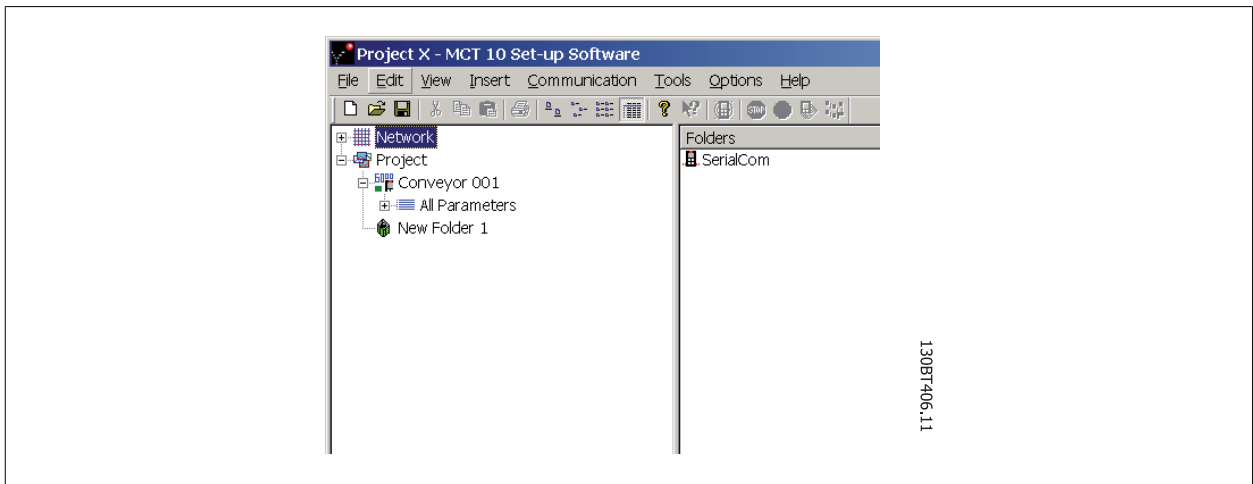 Project X - MCT 10 Set-up Software
File Edit View Insert Communication Tools Options Help
STOP
Network
Project
Conveyor 001
All Parameters
New Folder 1
Folders
SerialCom
130BT406.11